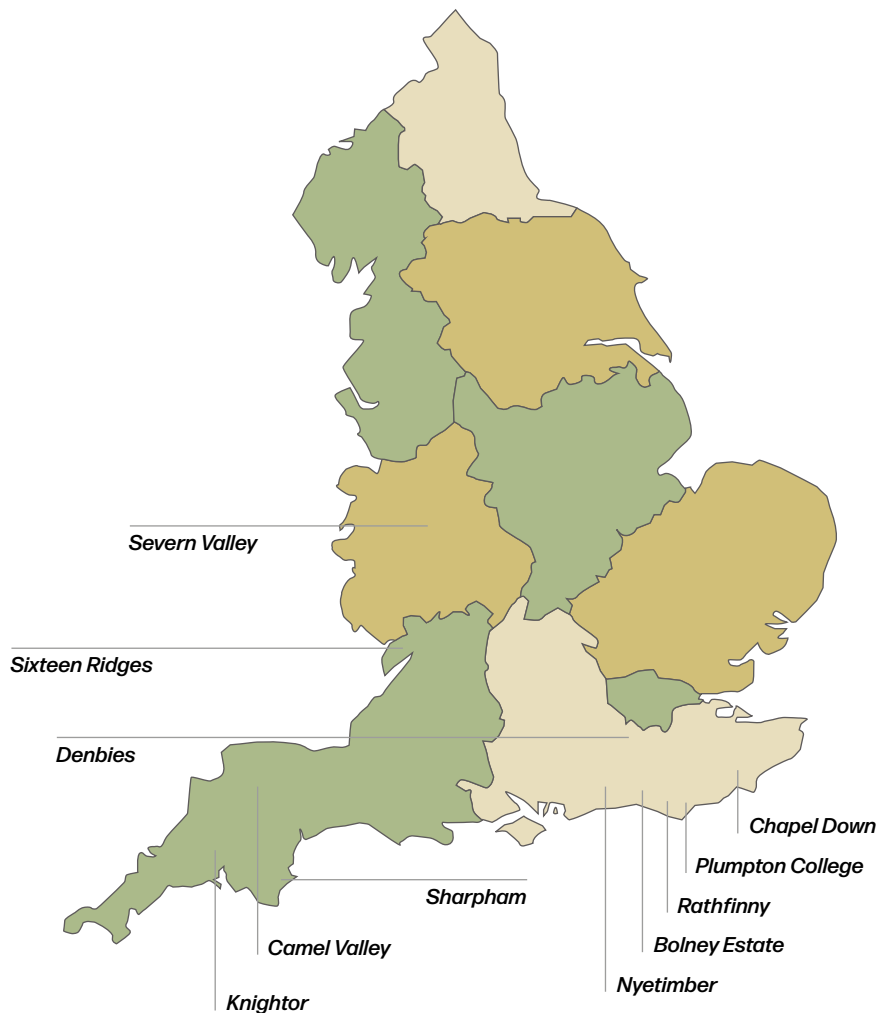 Severn Valley
Sixteen Ridges
Denbies
Chapel Down
Plumpton College
Sharpham
Rathfinny
Bolney Estate
Camel Valley
Nyetimber
Knightor